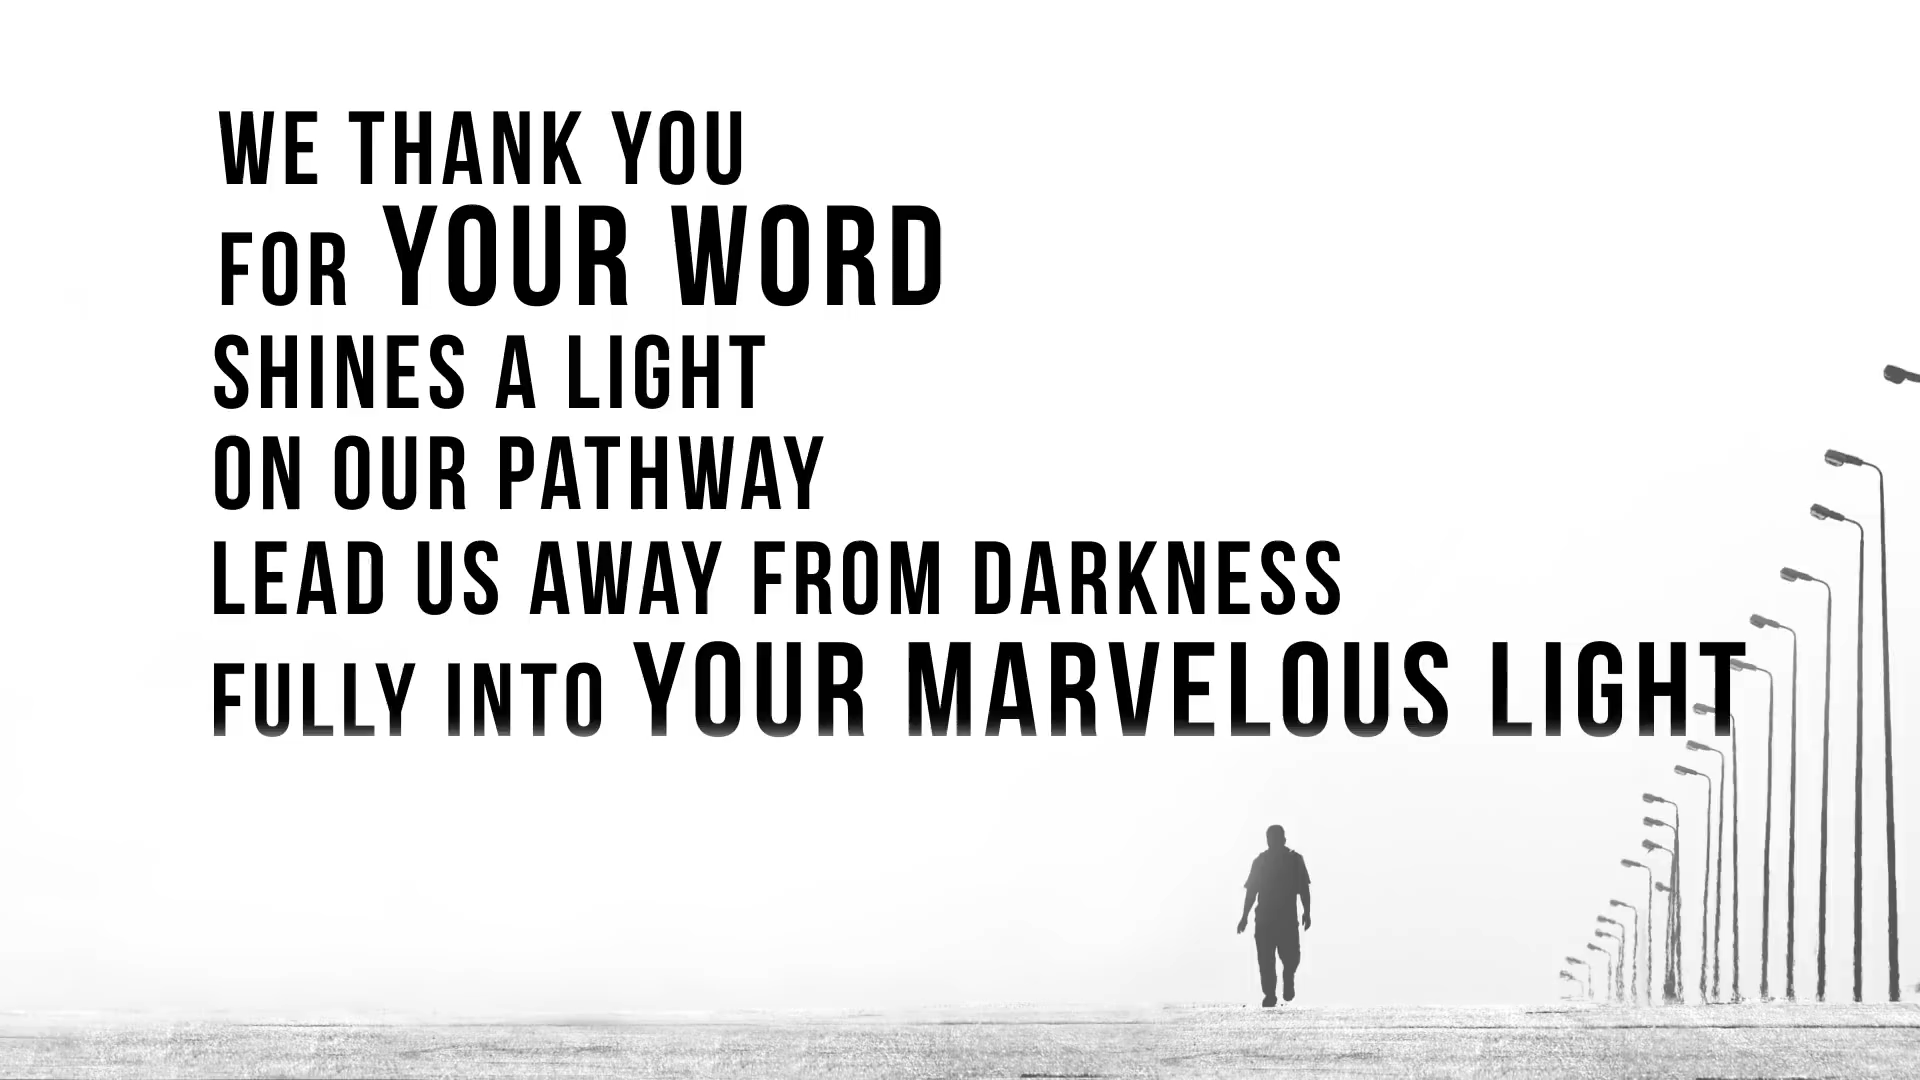 WE THANK YOU
FOR YOUR WORD
SHINES A LIGHT
ON OUR PATHWAY
LEAD US AWAY FROM DARKNESS
FULLY INTO YOUR MARVELOUS LIGHT